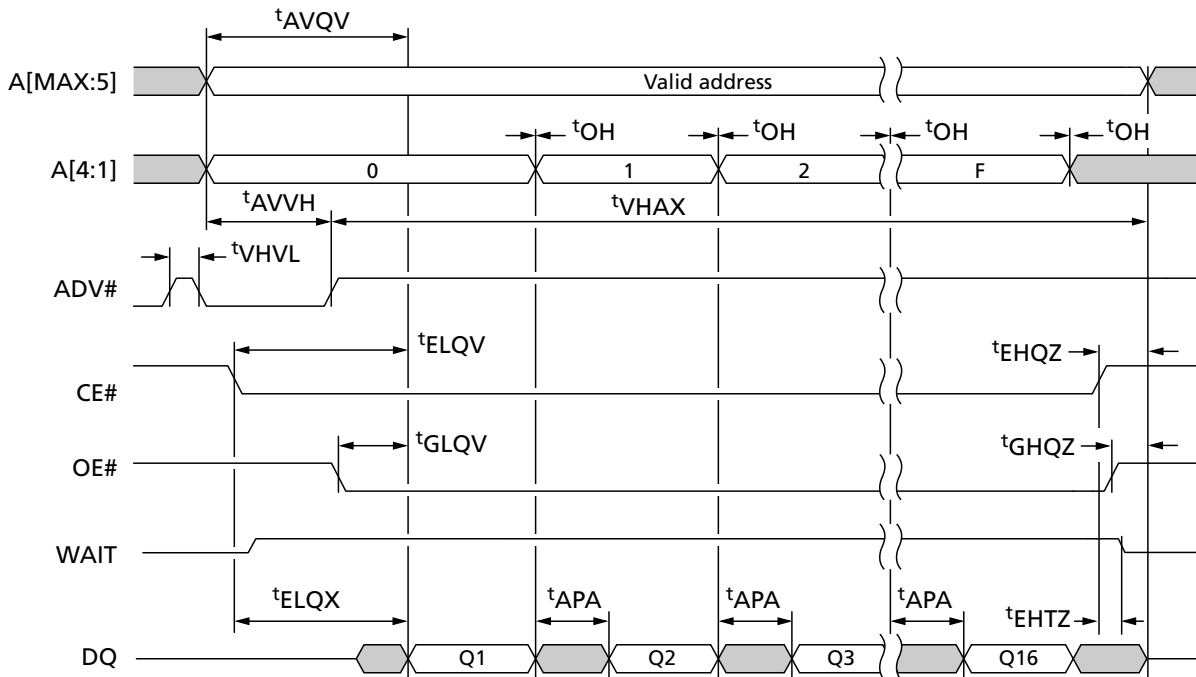 tAVQV
A[MAX:5] Valid address
tOH tOH tOH tOH
A[4:1] 0 1 2 F
tAVVH tVHAX
tVHVL
ADV#
tELQV tEHQZ
CE#
tGLQV tGHQZ
OE#
WAIT
tELQX tAPA tAPA tAPA tEHTZ
DQ Q1 Q2 Q3 Q16